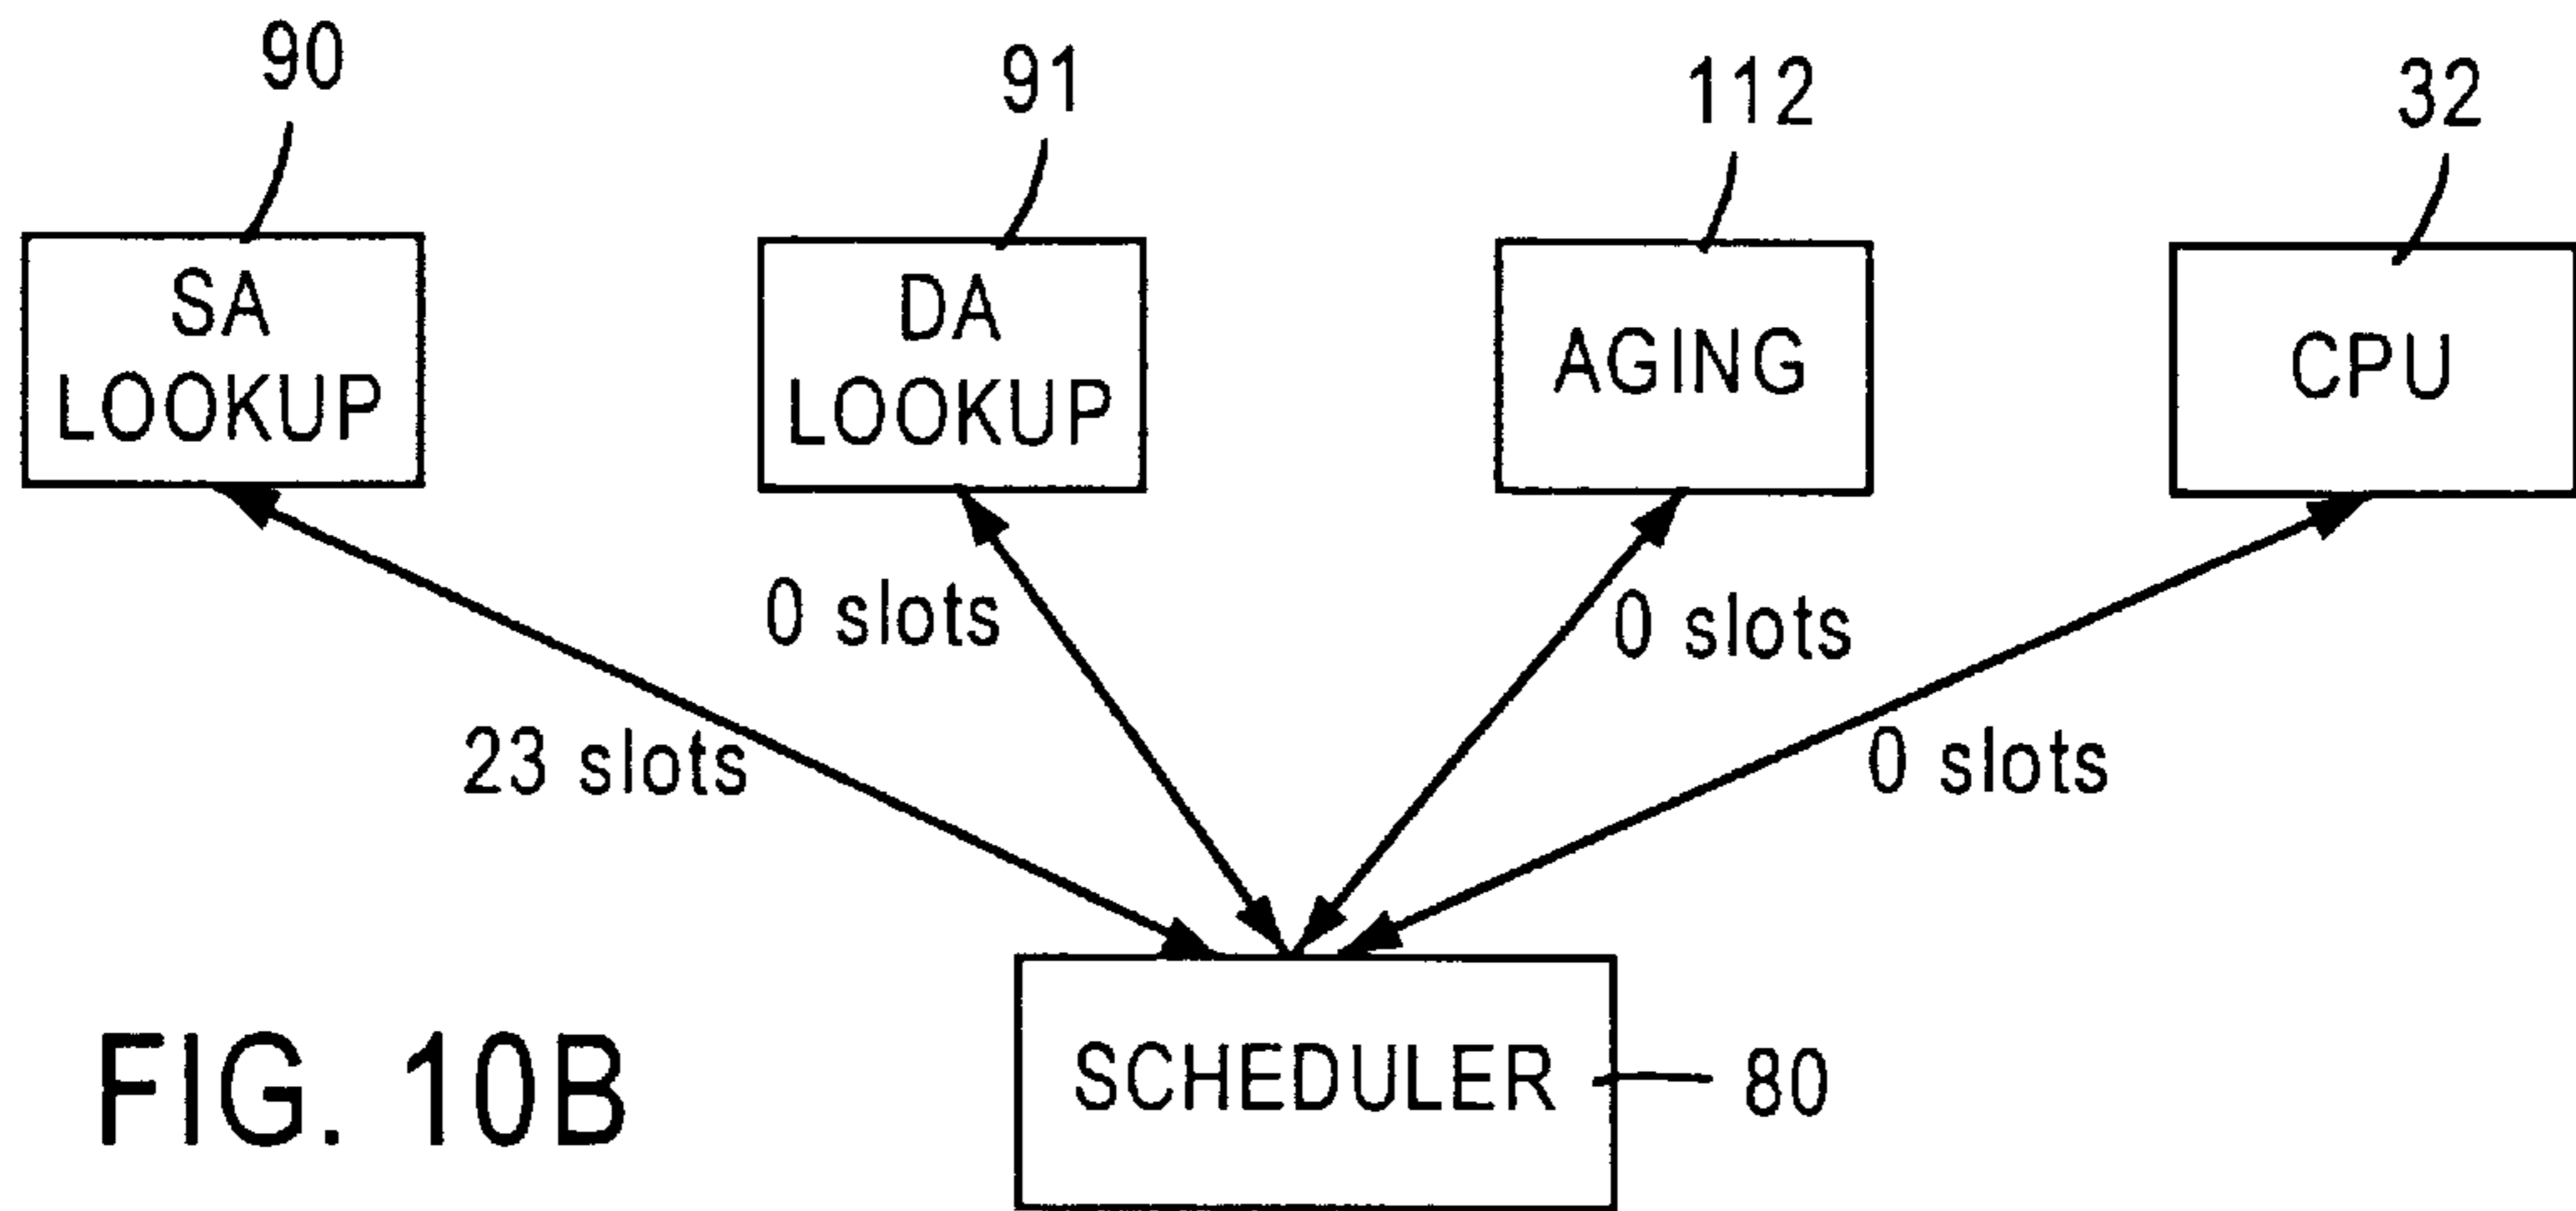 90
91
112
32
SA
LOOKUP
DA
LOOKUP
AGING
CPU
0 slots
0 slots
23 slots
0 slots
SCHEDULER
80
FIG. 10B